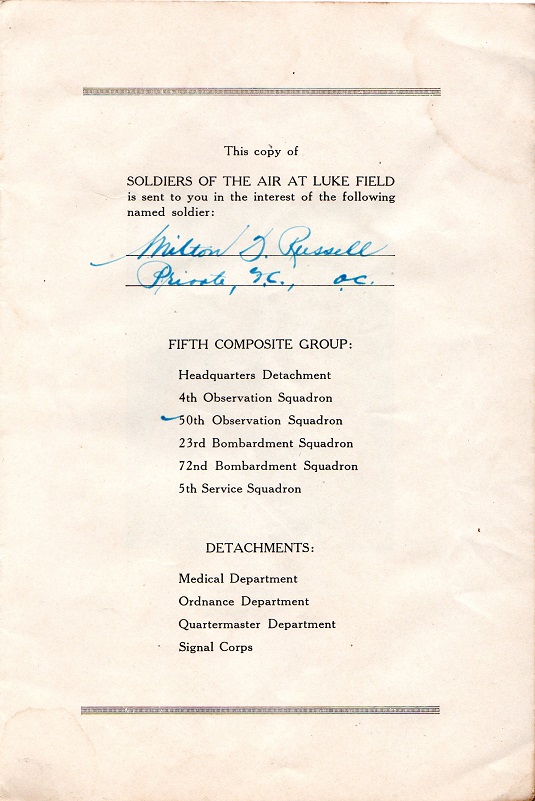 This copy of
SOLDIERS OF THE AIR AT LUKE FIELD
is sent to you in the interest of the following
named soldier:
Milton D. Russell
Private, A.C., O.C.
FIFTH COMPOSITE GROUP:
Headquarters Detachment
4th Observation Squadron
50th Observation Squadron
23rd Bombardment Squadron
72nd Bombardment Squadron
5th Service Squadron
DETACHMENTS:
Medical Department
Ordnance Department
Quartermaster Department
Signal Corps